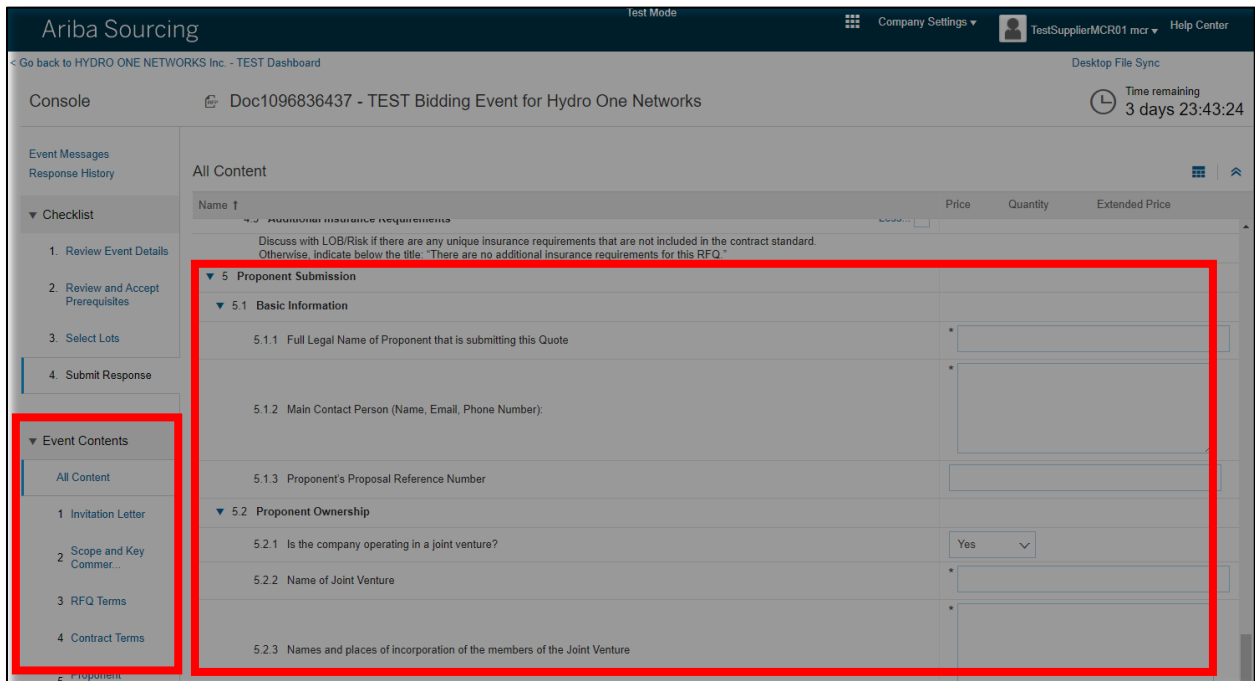 Test Mode
Ariba Sourcing
Company Settings
TestSupplierMCR01 mcr
Help Center
< Go back to HYDRO ONE NETWORKS Inc. - TEST Dashboard
Desktop File Sync
Console
Doc1096836437 - TEST Bidding Event for Hydro One Networks
Time remaining
3 days 23:43:24
Event Messages
Response History
Checklist
1. Review Event Details
2. Review and Accept
Prerequisites
3. Select Lots
4. Submit Response
Event Contents
All Content
1 Invitation Letter
2 Scope and Key
Commer...
3 RFQ Terms
4 Contract Terms
5 Proponent
All Content
Name ↑
Price
Quantity
Extended Price
4.5 Additional Insurance Requirements
Less...
Discuss with LOB/Risk if there are any unique insurance requirements that are not included in the contract standard.
Otherwise, indicate below the title: “There are no additional insurance requirements for this RFQ.”
5 Proponent Submission
5.1 Basic Information
5.1.1 Full Legal Name of Proponent that is submitting this Quote
*
5.1.2 Main Contact Person (Name, Email, Phone Number):
*
5.1.3 Proponent's Proposal Reference Number
5.2 Proponent Ownership
5.2.1 Is the company operating in a joint venture?
Yes
5.2.2 Name of Joint Venture
*
5.2.3 Names and places of incorporation of the members of the Joint Venture
*